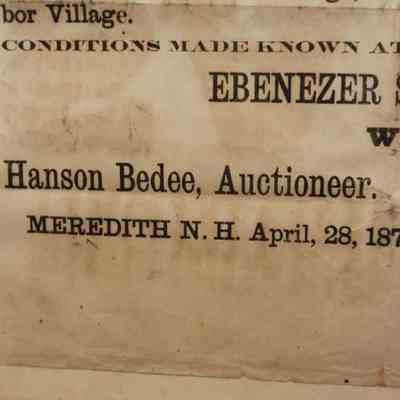 bor Village.
CONDITIONS MADE KNOWN AT
EBENEZER S
W
Hanson Bedee, Auctioneer.
MEREDITH N. H. April, 28, 187